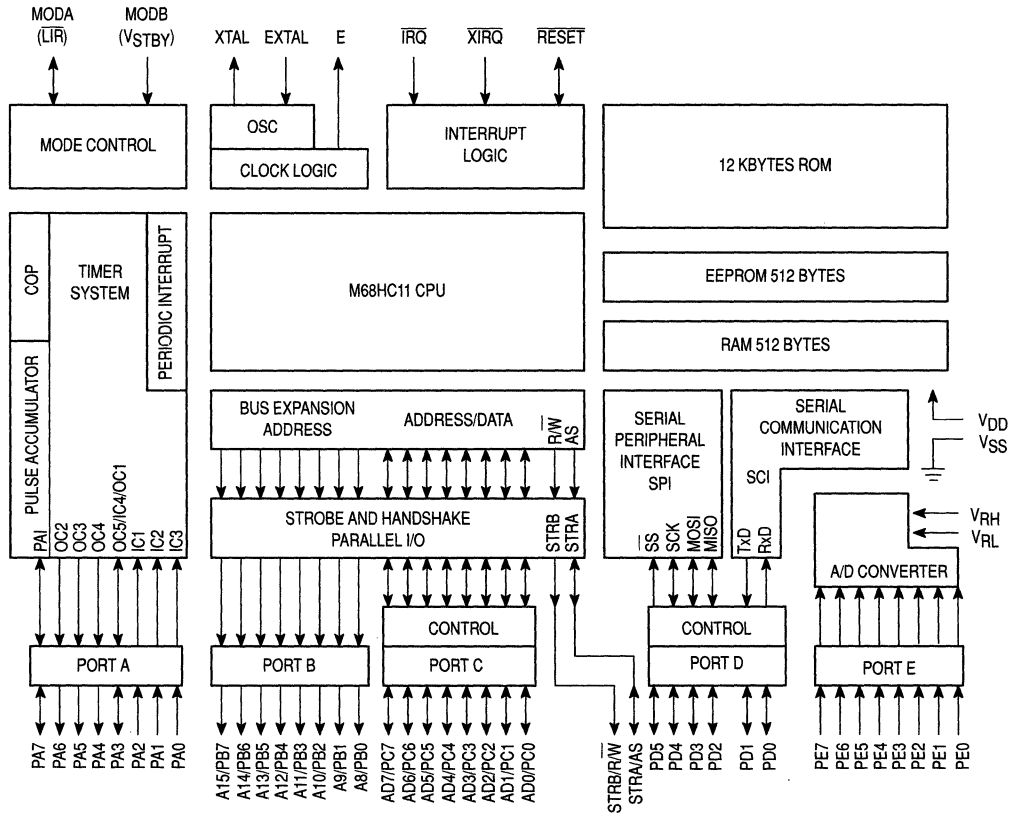 MODA
(LIR)
MODB
(VSTBY)
XTAL
EXTAL
E
IRQ
XIRQ
RESET
MODE CONTROL
OSC
CLOCK LOGIC
INTERRUPT
LOGIC
12 KBYTES ROM
COP
TIMER
SYSTEM
PERIODIC INTERRUPT
M68HC11 CPU
EEPROM 512 BYTES
RAM 512 BYTES
PULSE ACCUMULATOR
PAI
OC2
OC3
OC4
OC5/IC4/OC1
IC1
IC2
IC3
BUS EXPANSION
ADDRESS
ADDRESS/DATA
R/W
AS
STROBE AND HANDSHAKE
PARALLEL I/O
STRB
STRA
SERIAL
PERIPHERAL
INTERFACE
SPI
SS
SCK
MOSI
MISO
SERIAL
COMMUNICATION
INTERFACE
SCI
TxD
RxD
VDD
VSS
VRH
VRL
A/D CONVERTER
CONTROL
CONTROL
PORT A
PORT B
PORT C
PORT D
PORT E
PA7
PA6
PA5
PA4
PA3
PA2
PA1
PA0
A15/PB7
A14/PB6
A13/PB5
A12/PB4
A11/PB3
A10/PB2
A9/PB1
A8/PB0
AD7/PC7
AD6/PC6
AD5/PC5
AD4/PC4
AD3/PC3
AD2/PC2
AD1/PC1
AD0/PC0
STRB/R/W
STRA/AS
PD5
PD4
PD3
PD2
PD1
PD0
PE7
PE6
PE5
PE4
PE3
PE2
PE1
PE0